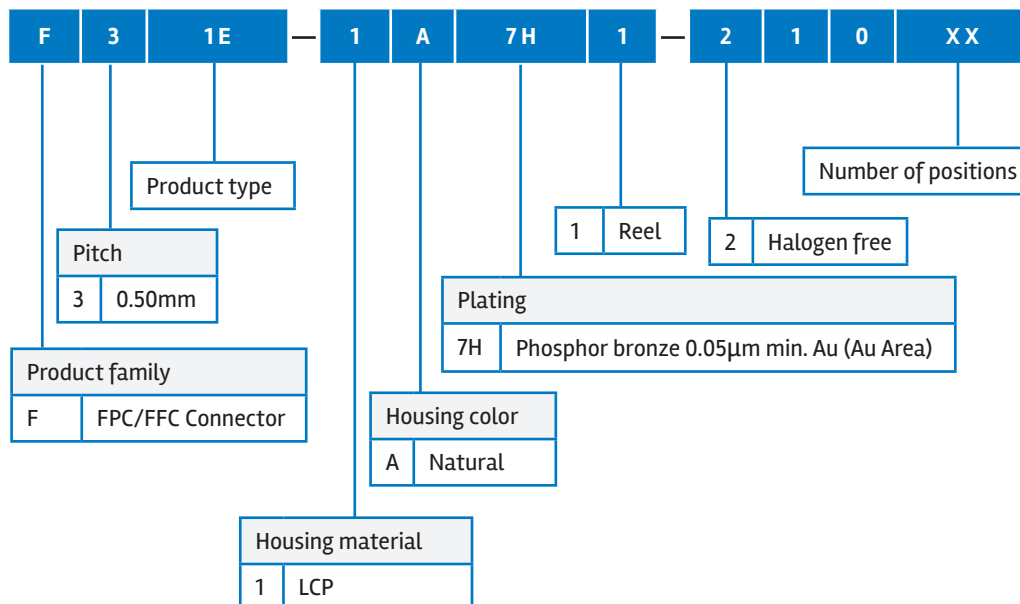 F 3 1E — 1 A 7H 1 — 2 1 0 XX
Product type
Number of positions
1 Reel
2 Halogen free
Pitch
3 0.50mm
Plating
7H Phosphor bronze 0.05μm min. Au (Au Area)
Product family
F FPC/FFC Connector
Housing color
A Natural
Housing material
1 LCP